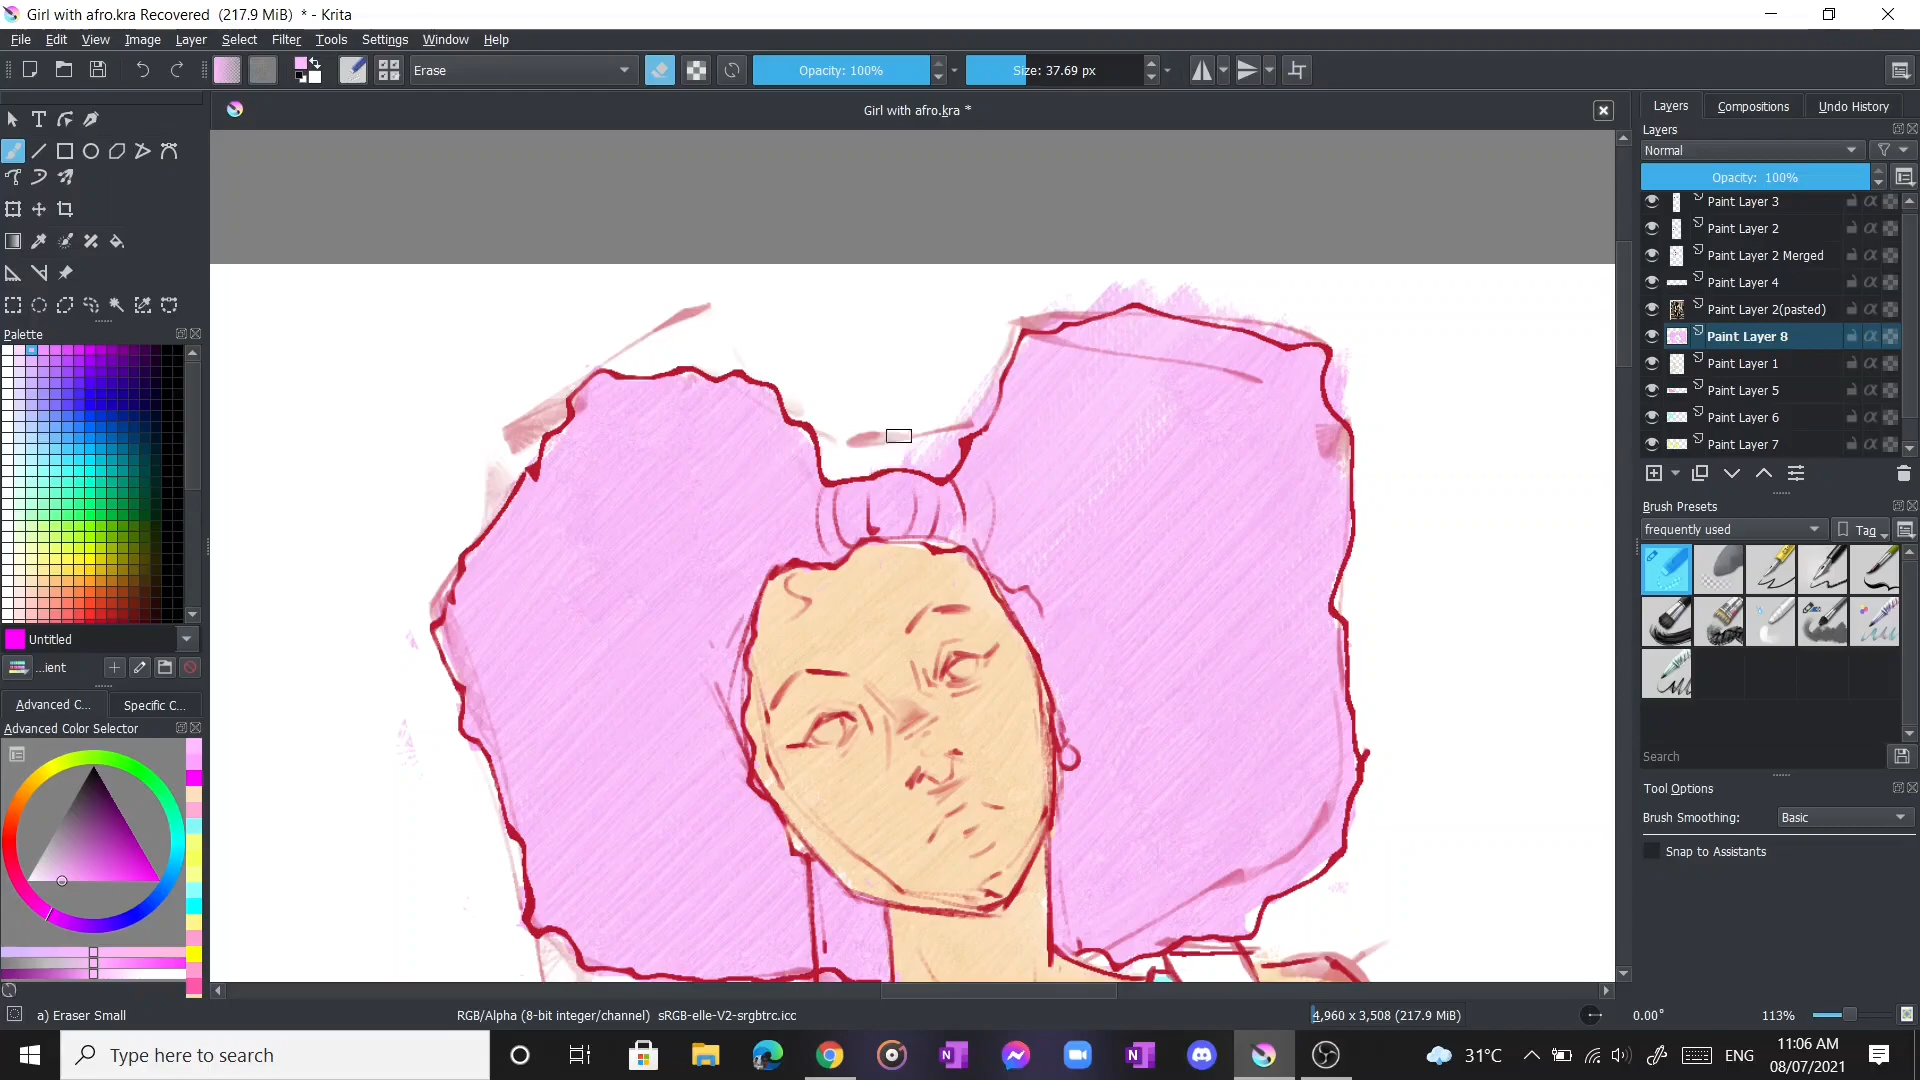 Girl with afro.kra Recovered (217.9 MiB) * - Krita
File Edit View Image Layer Select Filter Tools Settings Window Help
Erase
Opacity: 100%
Size: 37.69 px
Girl with afro.kra *
Layers Compositions Undo History
Layers
Normal
Opacity: 100%
Paint Layer 3
Paint Layer 2
Paint Layer 2 Merged
Paint Layer 4
Paint Layer 2(pasted)
Paint Layer 8
Paint Layer 1
Paint Layer 5
Paint Layer 6
Paint Layer 7
Palette
Untitled
...ient
Advanced C... Specific C...
Advanced Color Selector
Brush Presets
frequently used
Tag
Search
Tool Options
Brush Smoothing: Basic
Snap to Assistants
a) Eraser Small
RGB/Alpha (8-bit integer/channel) sRGB-elle-V2-srgbtrc.icc
4,960 x 3,508 (217.9 MiB)
0.00°
113%
Type here to search
31°C
ENG
11:06 AM
08/07/2021